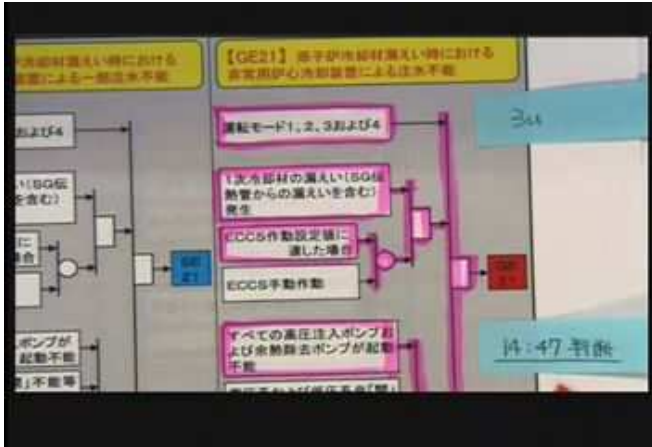 冷却材漏えい時における
装置による一部注水不能
【GE21】 原子炉冷却材漏えい時における
非常用炉心冷却装置による注水不能
および4
運転モード1、2、3および4
3u
い(SG伝
を含む)
1次冷却材の漏えい(SG伝
熱管からの漏えいを含む)
発生
に
場合
ECCS作動設定値に
達した場合
ECCS手動作動
GE
21
GE
21
ポンプが
起動不能
すべての高圧注入ポンプお
よび余熱除去ポンプが起動
不能
14:47 判断
」不能等